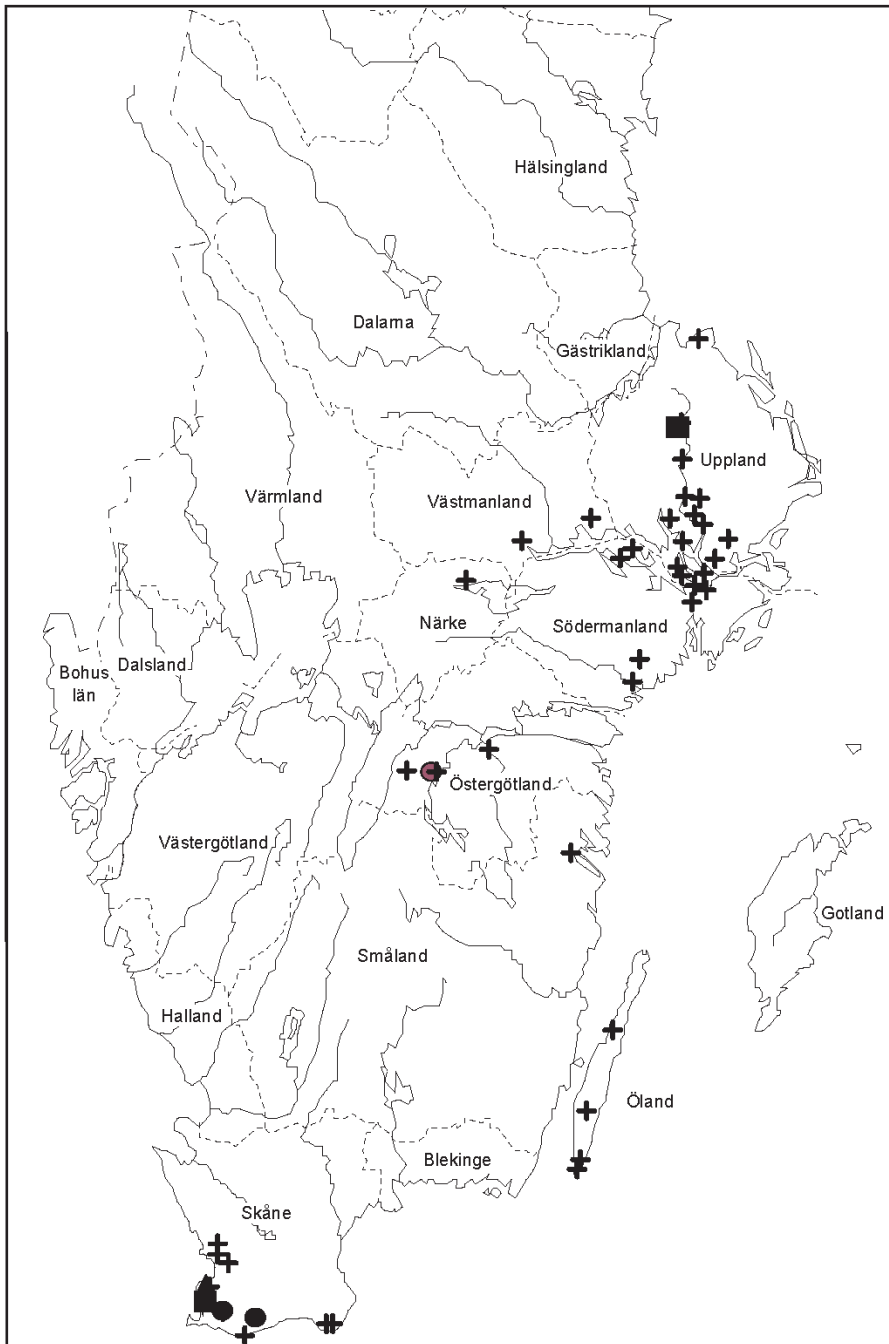 Hälsingland
Dalarna
Gästrikland
Uppland
Värmland
Västmanland
Närke
Södermanland
Dalsland
Bohus
län
Östergötland
Västergötland
Gotland
Småland
Halland
Öland
Blekinge
Skåne